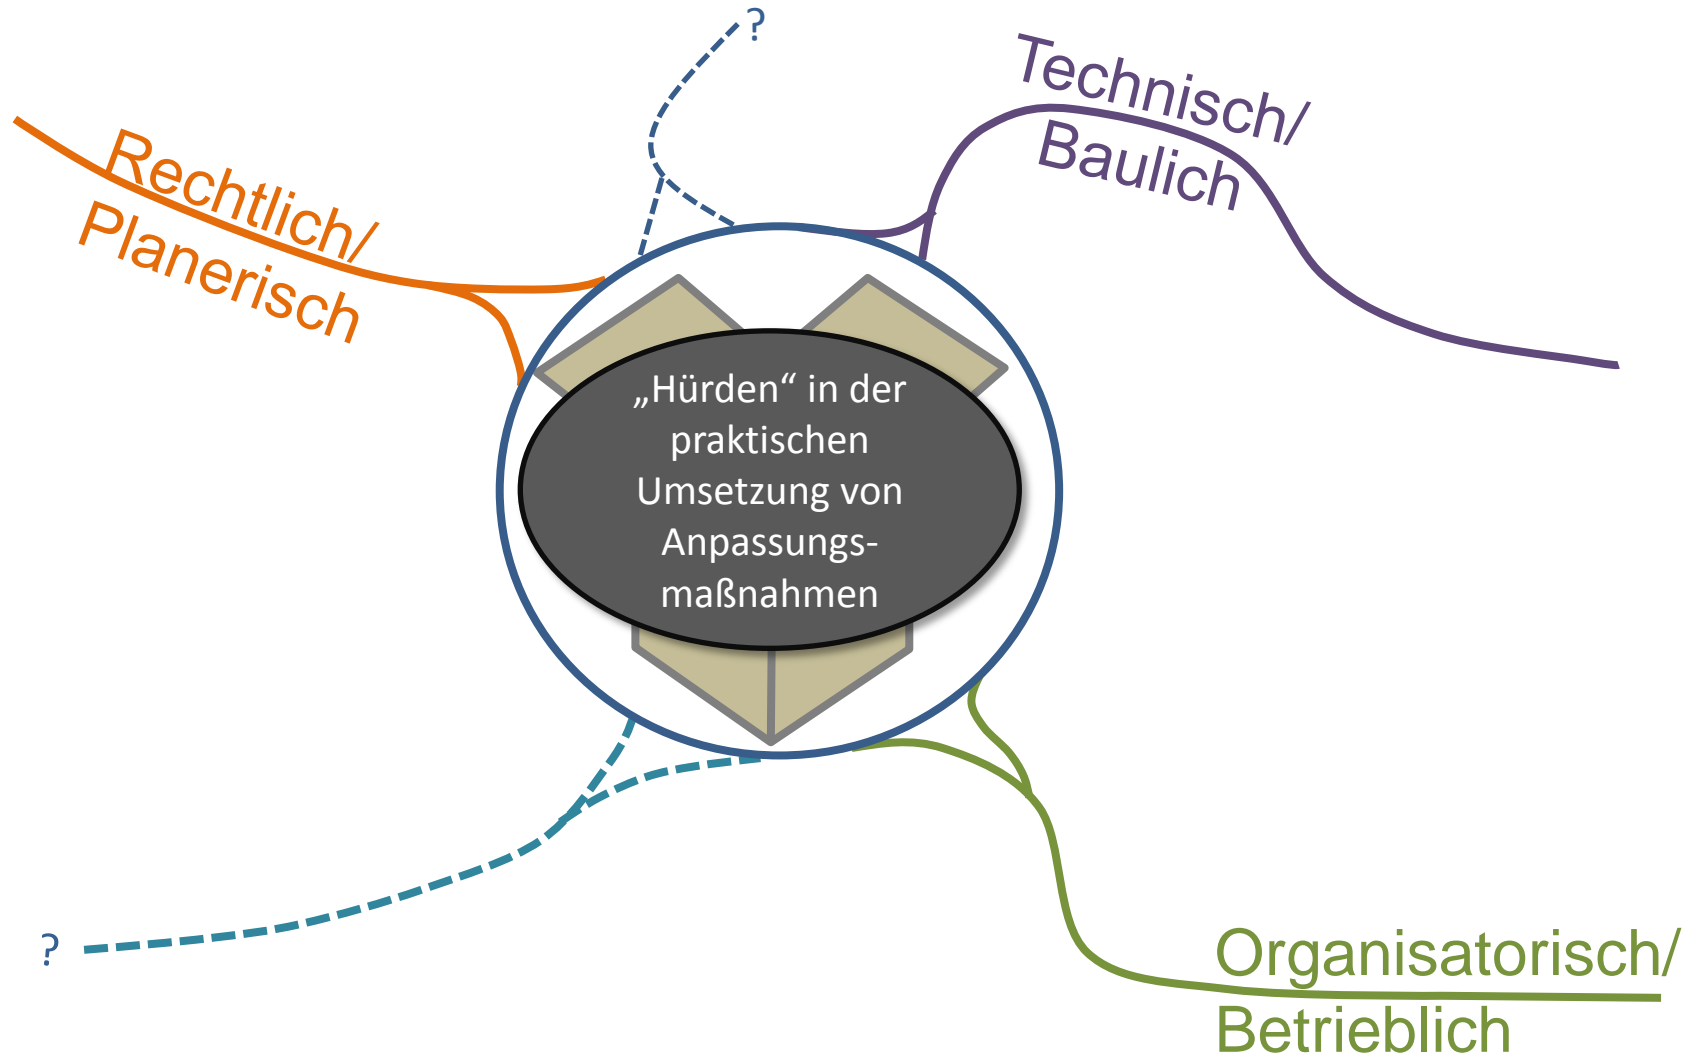 ?
Technisch/
Baulich
Rechtlich/
Planerisch
„Hürden“ in der
praktischen
Umsetzung von
Anpassungs-
maßnahmen
?
Organisatorisch/
Betrieblich